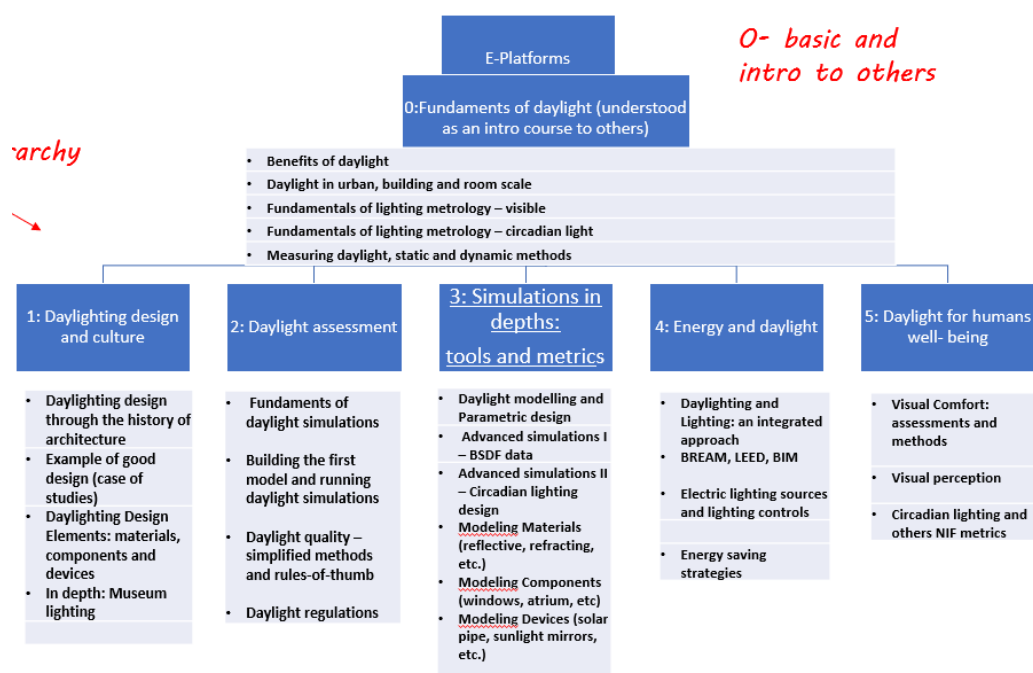 E-Platforms
O- basic and
intro to others
0:Fundaments of daylight (understood
as an intro course to others)
rarchy
• Benefits of daylight
• Daylight in urban, building and room scale
• Fundamentals of lighting metrology – visible
• Fundamentals of lighting metrology – circadian light
• Measuring daylight, static and dynamic methods
1: Daylighting design
and culture
• Daylighting design
through the history of
architecture
• Example of good
design (case of
studies)
• Daylighting Design
Elements: materials,
components and
devices
• In depth: Museum
lighting
2: Daylight assessment
• Fundaments of
daylight simulations
• Building the first
model and running
daylight simulations
• Daylight quality –
simplified methods
and rules-of-thumb
• Daylight regulations
3: Simulations in
depths:
tools and metrics
• Daylight modelling and
Parametric design
• Advanced simulations I
– BSDF data
• Advanced simulations II
– Circadian lighting
design
• Modeling Materials
(reflective, refracting,
etc.)
• Modeling Components
(windows, atrium, etc)
• Modeling Devices (solar
pipe, sunlight mirrors,
etc.)
4: Energy and daylight
• Daylighting and
Lighting: an integrated
approach
• BREAM, LEED, BIM
• Electric lighting sources
and lighting controls
• Energy saving
strategies
5: Daylight for humans
well- being
• Visual Comfort:
assessments and
methods
• Visual perception
• Circadian lighting and
others NIF metrics